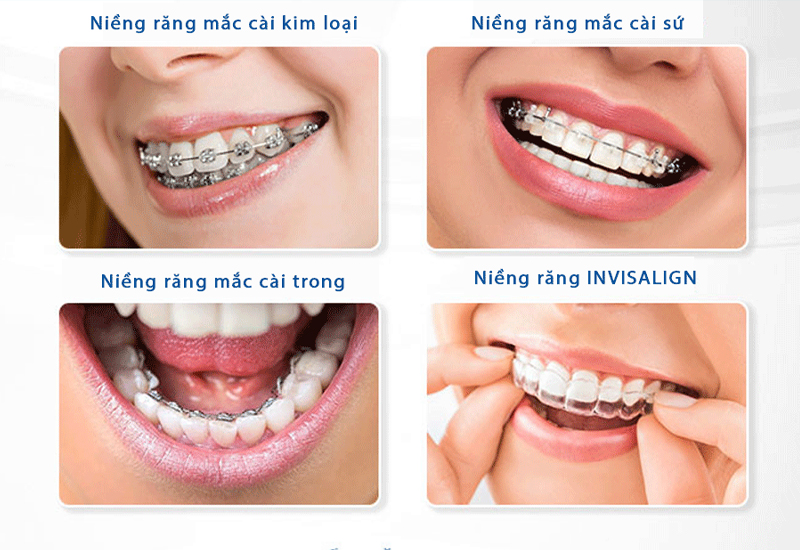 Niềng răng mắc cài kim loại
Niềng răng mắc cài sứ
Niềng răng mắc cài trong
Niềng răng INVISALIGN